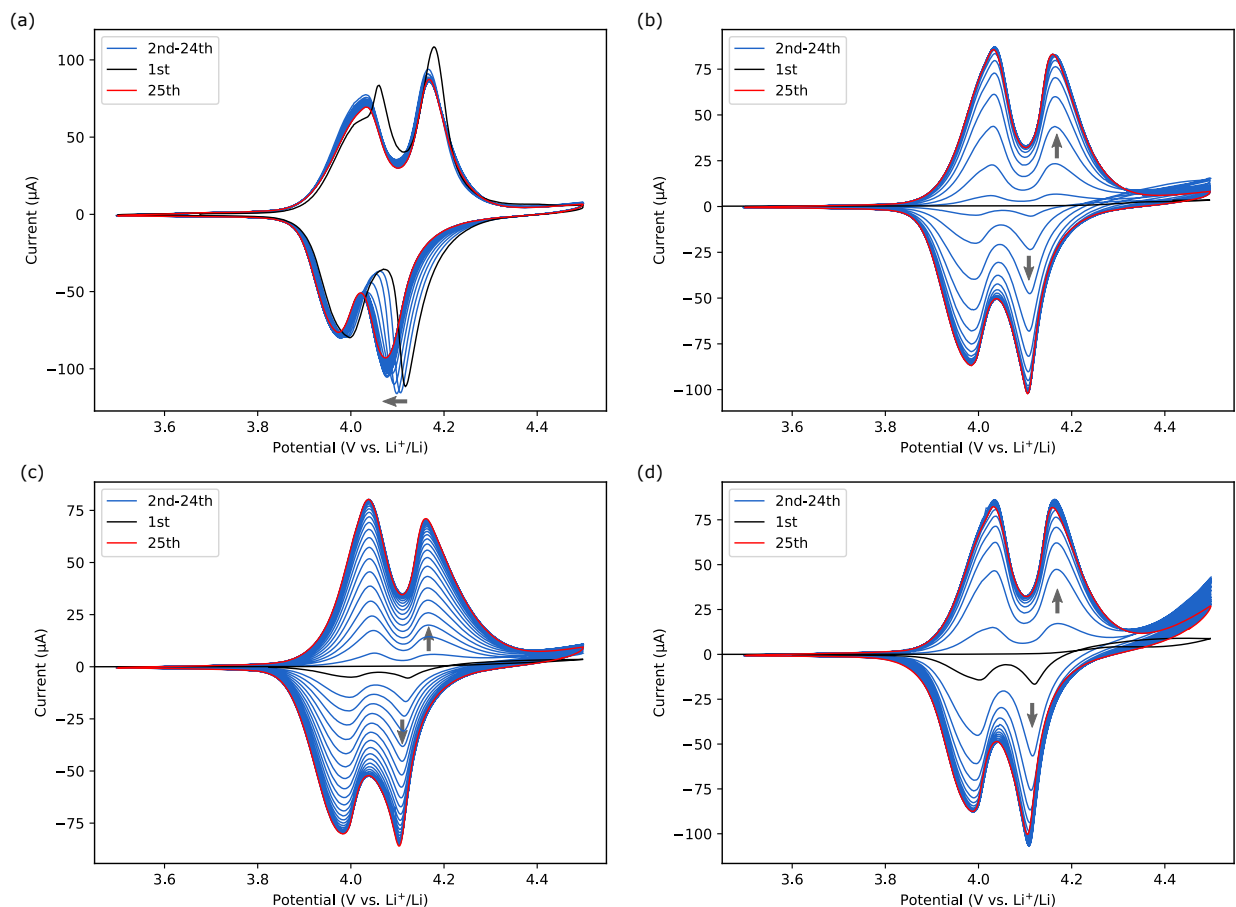 (a)
2nd-24th
1st
25th
100
50
0
−50
−100
Current (µA)
3.6 3.8 4.0 4.2 4.4
Potential (V vs. Li⁺/Li)
(b)
2nd-24th
1st
25th
75
50
25
0
−25
−50
−75
−100
Current (µA)
3.6 3.8 4.0 4.2 4.4
Potential (V vs. Li⁺/Li)
(c)
2nd-24th
1st
25th
75
50
25
0
−25
−50
−75
Current (µA)
3.6 3.8 4.0 4.2 4.4
Potential (V vs. Li⁺/Li)
(d)
2nd-24th
1st
25th
75
50
25
0
−25
−50
−75
−100
Current (µA)
3.6 3.8 4.0 4.2 4.4
Potential (V vs. Li⁺/Li)